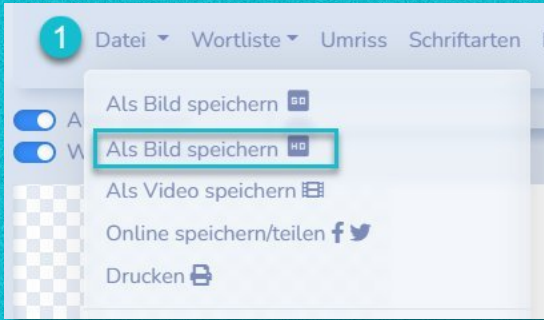 1 Datei Wortliste Umriss Schriftarten
Als Bild speichern SD
A
Als Bild speichern HD
W
Als Video speichern
Online speichern/teilen
Drucken